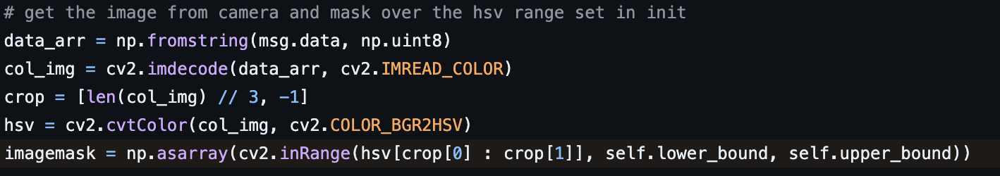 # get the image from camera and mask over the hsv range set in init
data_arr = np.fromstring(msg.data, np.uint8)
col_img = cv2.imdecode(data_arr, cv2.IMREAD_COLOR)
crop = [len(col_img) // 3, -1]
hsv = cv2.cvtColor(col_img, cv2.COLOR_BGR2HSV)
imagemask = np.asarray(cv2.inRange(hsv[crop[0] : crop[1]], self.lower_bound, self.upper_bound))